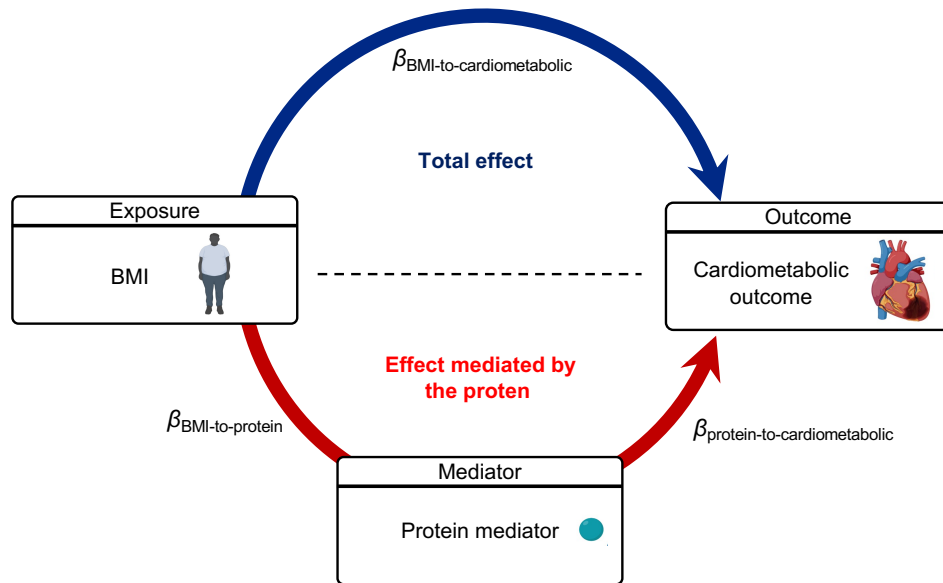 βBMI-to-cardiometabolic
Total effect
Exposure
BMI
Outcome
Cardiometabolic
outcome
Effect mediated by
the proten
βBMI-to-protein
βprotein-to-cardiometabolic
Mediator
Protein mediator